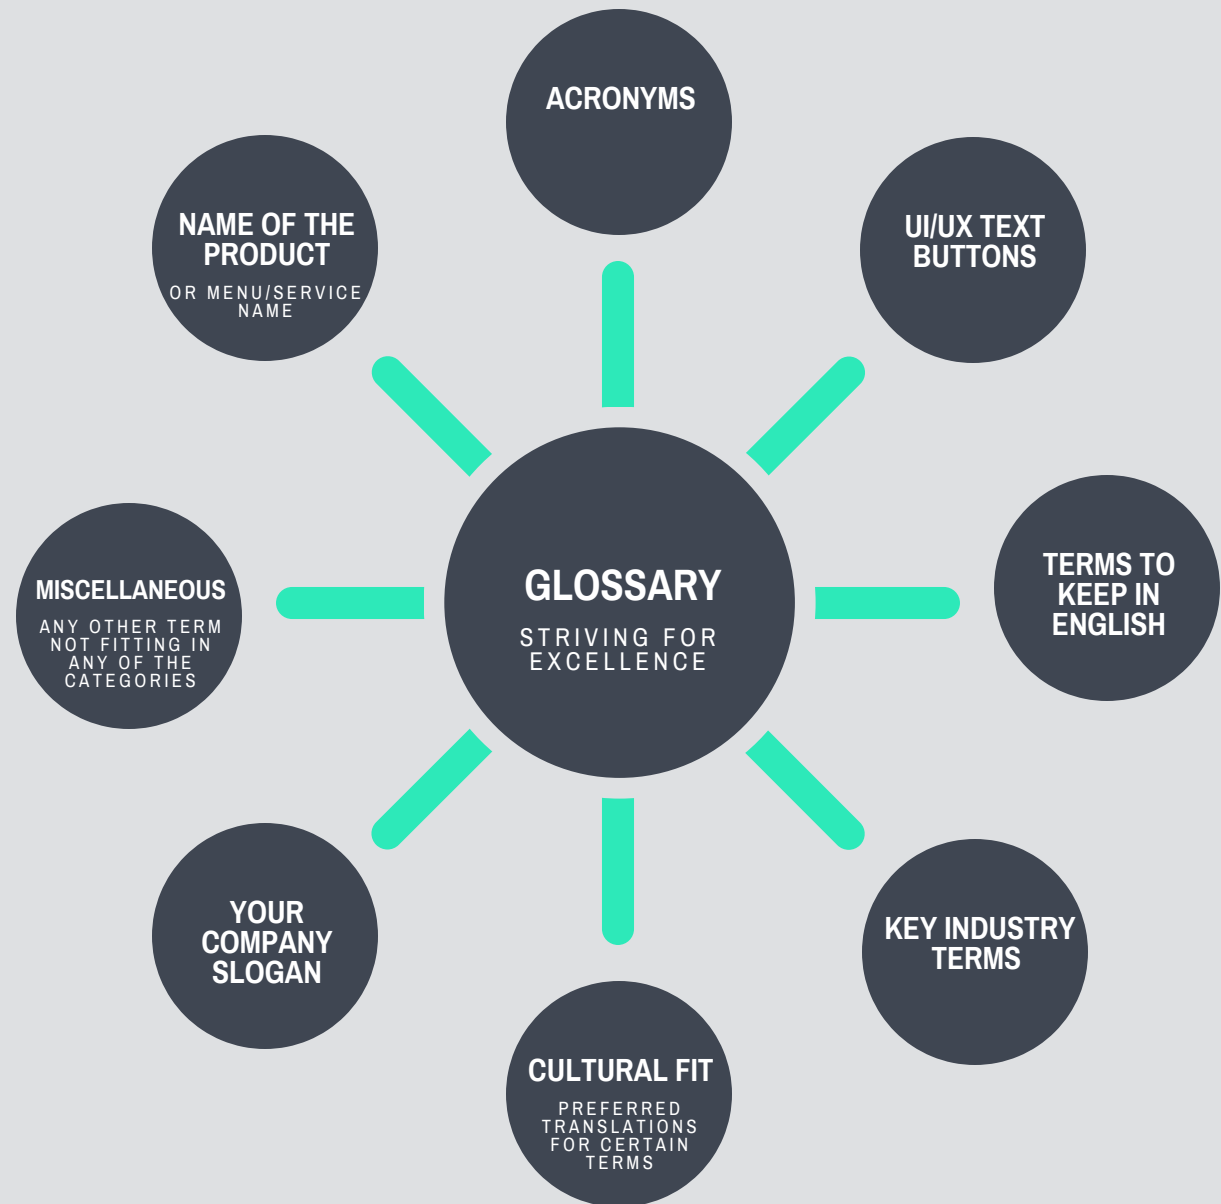 ACRONYMS
NAME OF THE
PRODUCT
OR MENU/SERVICE
NAME
UI/UX TEXT
BUTTONS
MISCELLANEOUS
ANY OTHER TERM
NOT FITTING IN
ANY OF THE
CATEGORIES
GLOSSARY
STRIVING FOR
EXCELLENCE
TERMS TO
KEEP IN
ENGLISH
YOUR
COMPANY
SLOGAN
KEY INDUSTRY
TERMS
CULTURAL FIT
PREFERRED
TRANSLATIONS
FOR CERTAIN
TERMS